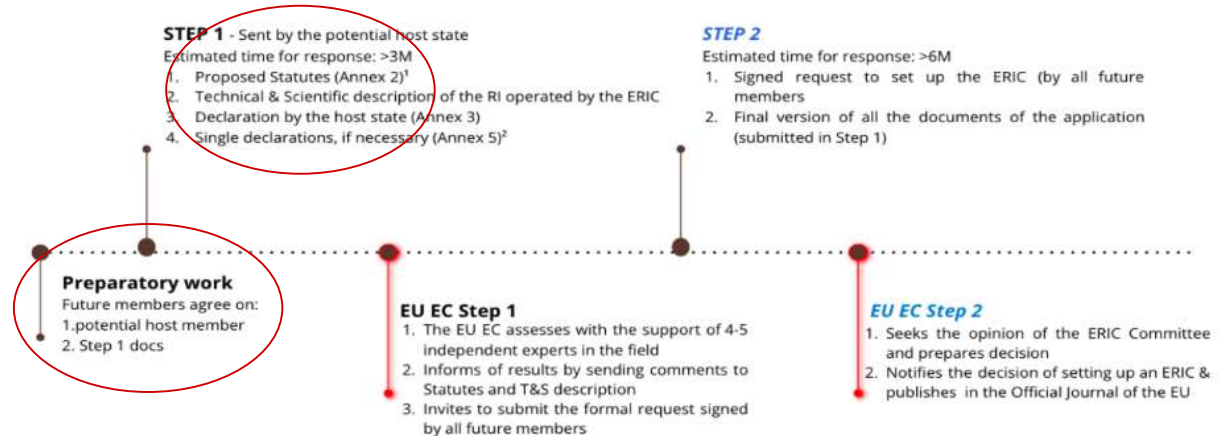 STEP 1 - Sent by the potential host state
Estimated time for response: >3M
1. Proposed Statutes (Annex 2)¹
2. Technical & Scientific description of the RI operated by the ERIC
3. Declaration by the host state (Annex 3)
4. Single declarations, if necessary (Annex 5)²
STEP 2
Estimated time for response: >6M
1. Signed request to set up the ERIC (by all future
members
2. Final version of all the documents of the application
(submitted in Step 1)
Preparatory work
Future members agree on:
1.potential host member
2. Step 1 docs
EU EC Step 1
1. The EU EC assesses with the support of 4-5
independent experts in the field
2. Informs of results by sending comments to
Statutes and T&S description
3. Invites to submit the formal request signed
by all future members
EU EC Step 2
1. Seeks the opinion of the ERIC Committee
and prepares decision
2. Notifies the decision of setting up an ERIC &
publishes in the Official Journal of the EU